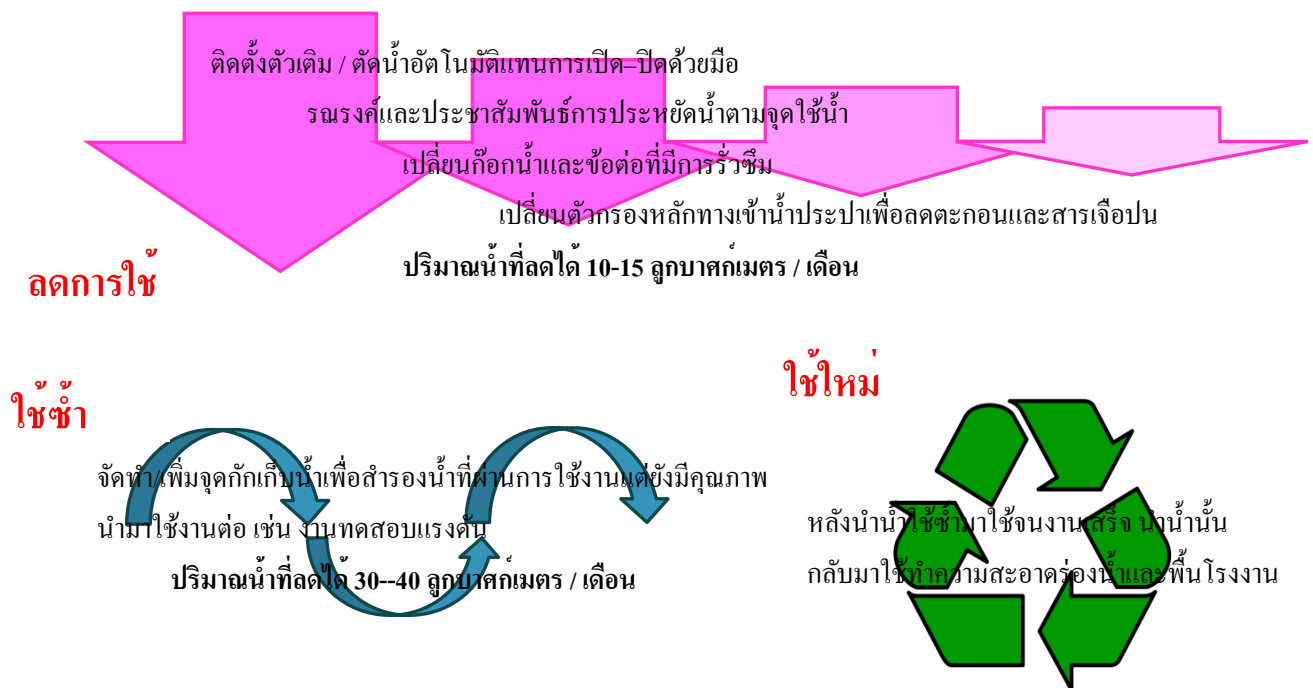 ติดตั้งตัวเติม / ตัดน้ำอัตโนมัติแทนการเปิด–ปิดด้วยมือ
รณรงค์และประชาสัมพันธ์การประหยัดน้ำตามจุดใช้น้ำ
เปลี่ยนก๊อกน้ำและข้อต่อที่มีการรั่วซึม
เปลี่ยนตัวกรองหลักทางเข้าน้ำประปาเพื่อลดตะกอนและสารเจือปน
ปริมาณน้ำที่ลดได้ 10-15 ลูกบาศก์เมตร / เดือน
ลดการใช้
ใช้ซ้ำ
จัดทำ/เพิ่มจุดกักเก็บน้ำเพื่อสำรองน้ำที่ผ่านการใช้งานแต่ยังมีคุณภาพ
นำมาใช้งานต่อ เช่น งานทดสอบแรงดัน
ปริมาณน้ำที่ลดได้ 30--40 ลูกบาศก์เมตร / เดือน
ใช้ใหม่
หลังนำน้ำใช้ซ้ำมาใช้จนงานเสร็จ นำน้ำนั้น
กลับมาใช้ทำความสะอาดร่องน้ำและพื้นโรงงาน